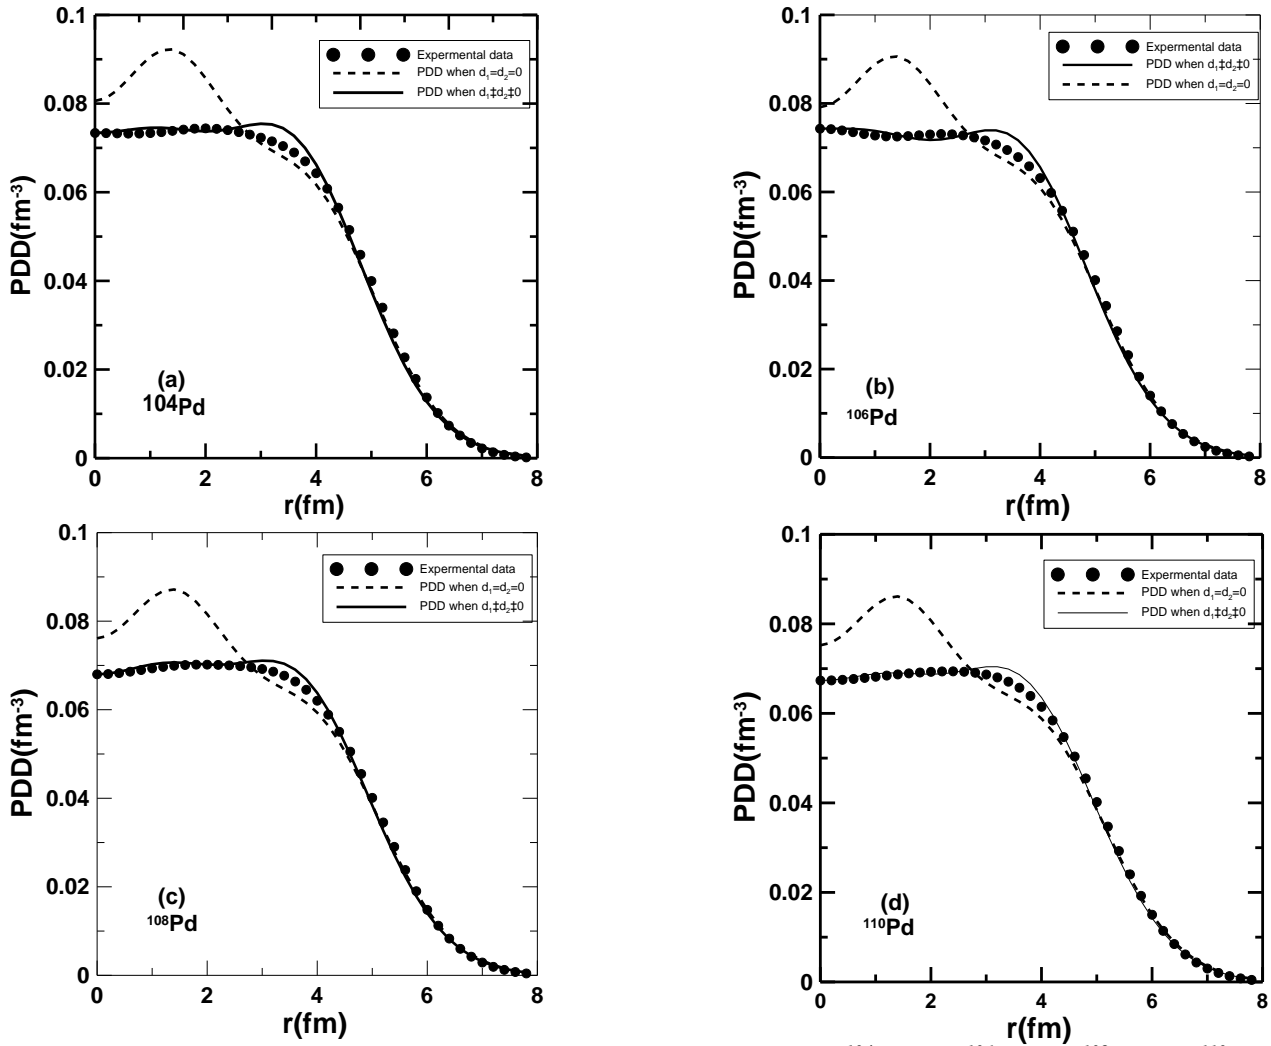 0.1
0.08
0.06
0.04
0.02
0
PDD(fm-3)
Expermental data
PDD when d1=d2=0
PDD when d1‡d2‡0
(a)
104Pd
0 2 4 6 8
r(fm)
0.1
0.08
0.06
0.04
0.02
0
PDD(fm-3)
Expermental data
PDD when d1‡d2‡0
PDD when d1=d2=0
(b)
106Pd
0 2 4 6 8
r(fm)
0.1
0.08
0.06
0.04
0.02
0
PDD(fm-3)
Expermental data
PDD when d1=d2=0
PDD when d1‡d2‡0
(c)
108Pd
0 2 4 6 8
r(fm)
0.1
0.08
0.06
0.04
0.02
0
PDD(fm-3)
Expermental data
PDD when d1=d2=0
PDD when d1‡d2‡0
(d)
110Pd
0 2 4 6 8
r(fm)